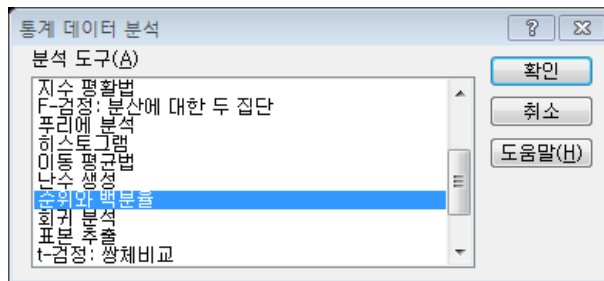 통계 데이터 분석
분석 도구(A)
지수 평활법
F-검정: 분산에 대한 두 집단
푸리에 분석
히스토그램
이동 평균법
난수 생성
순위와 백분율
회귀 분석
표본 추출
t-검정: 쌍체비교
확인
취소
도움말(H)